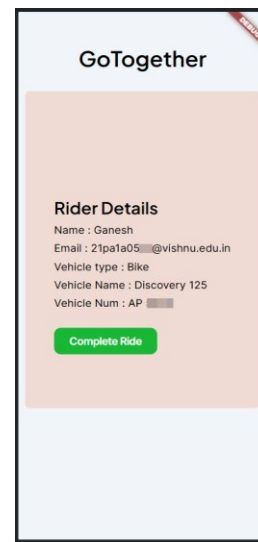 GoTogether
Rider Details
Name : Ganesh
Email : 21pa1a05 @vishnu.edu.in
Vehicle type : Bike
Vehicle Name : Discovery 125
Vehicle Num : AP
Complete Ride